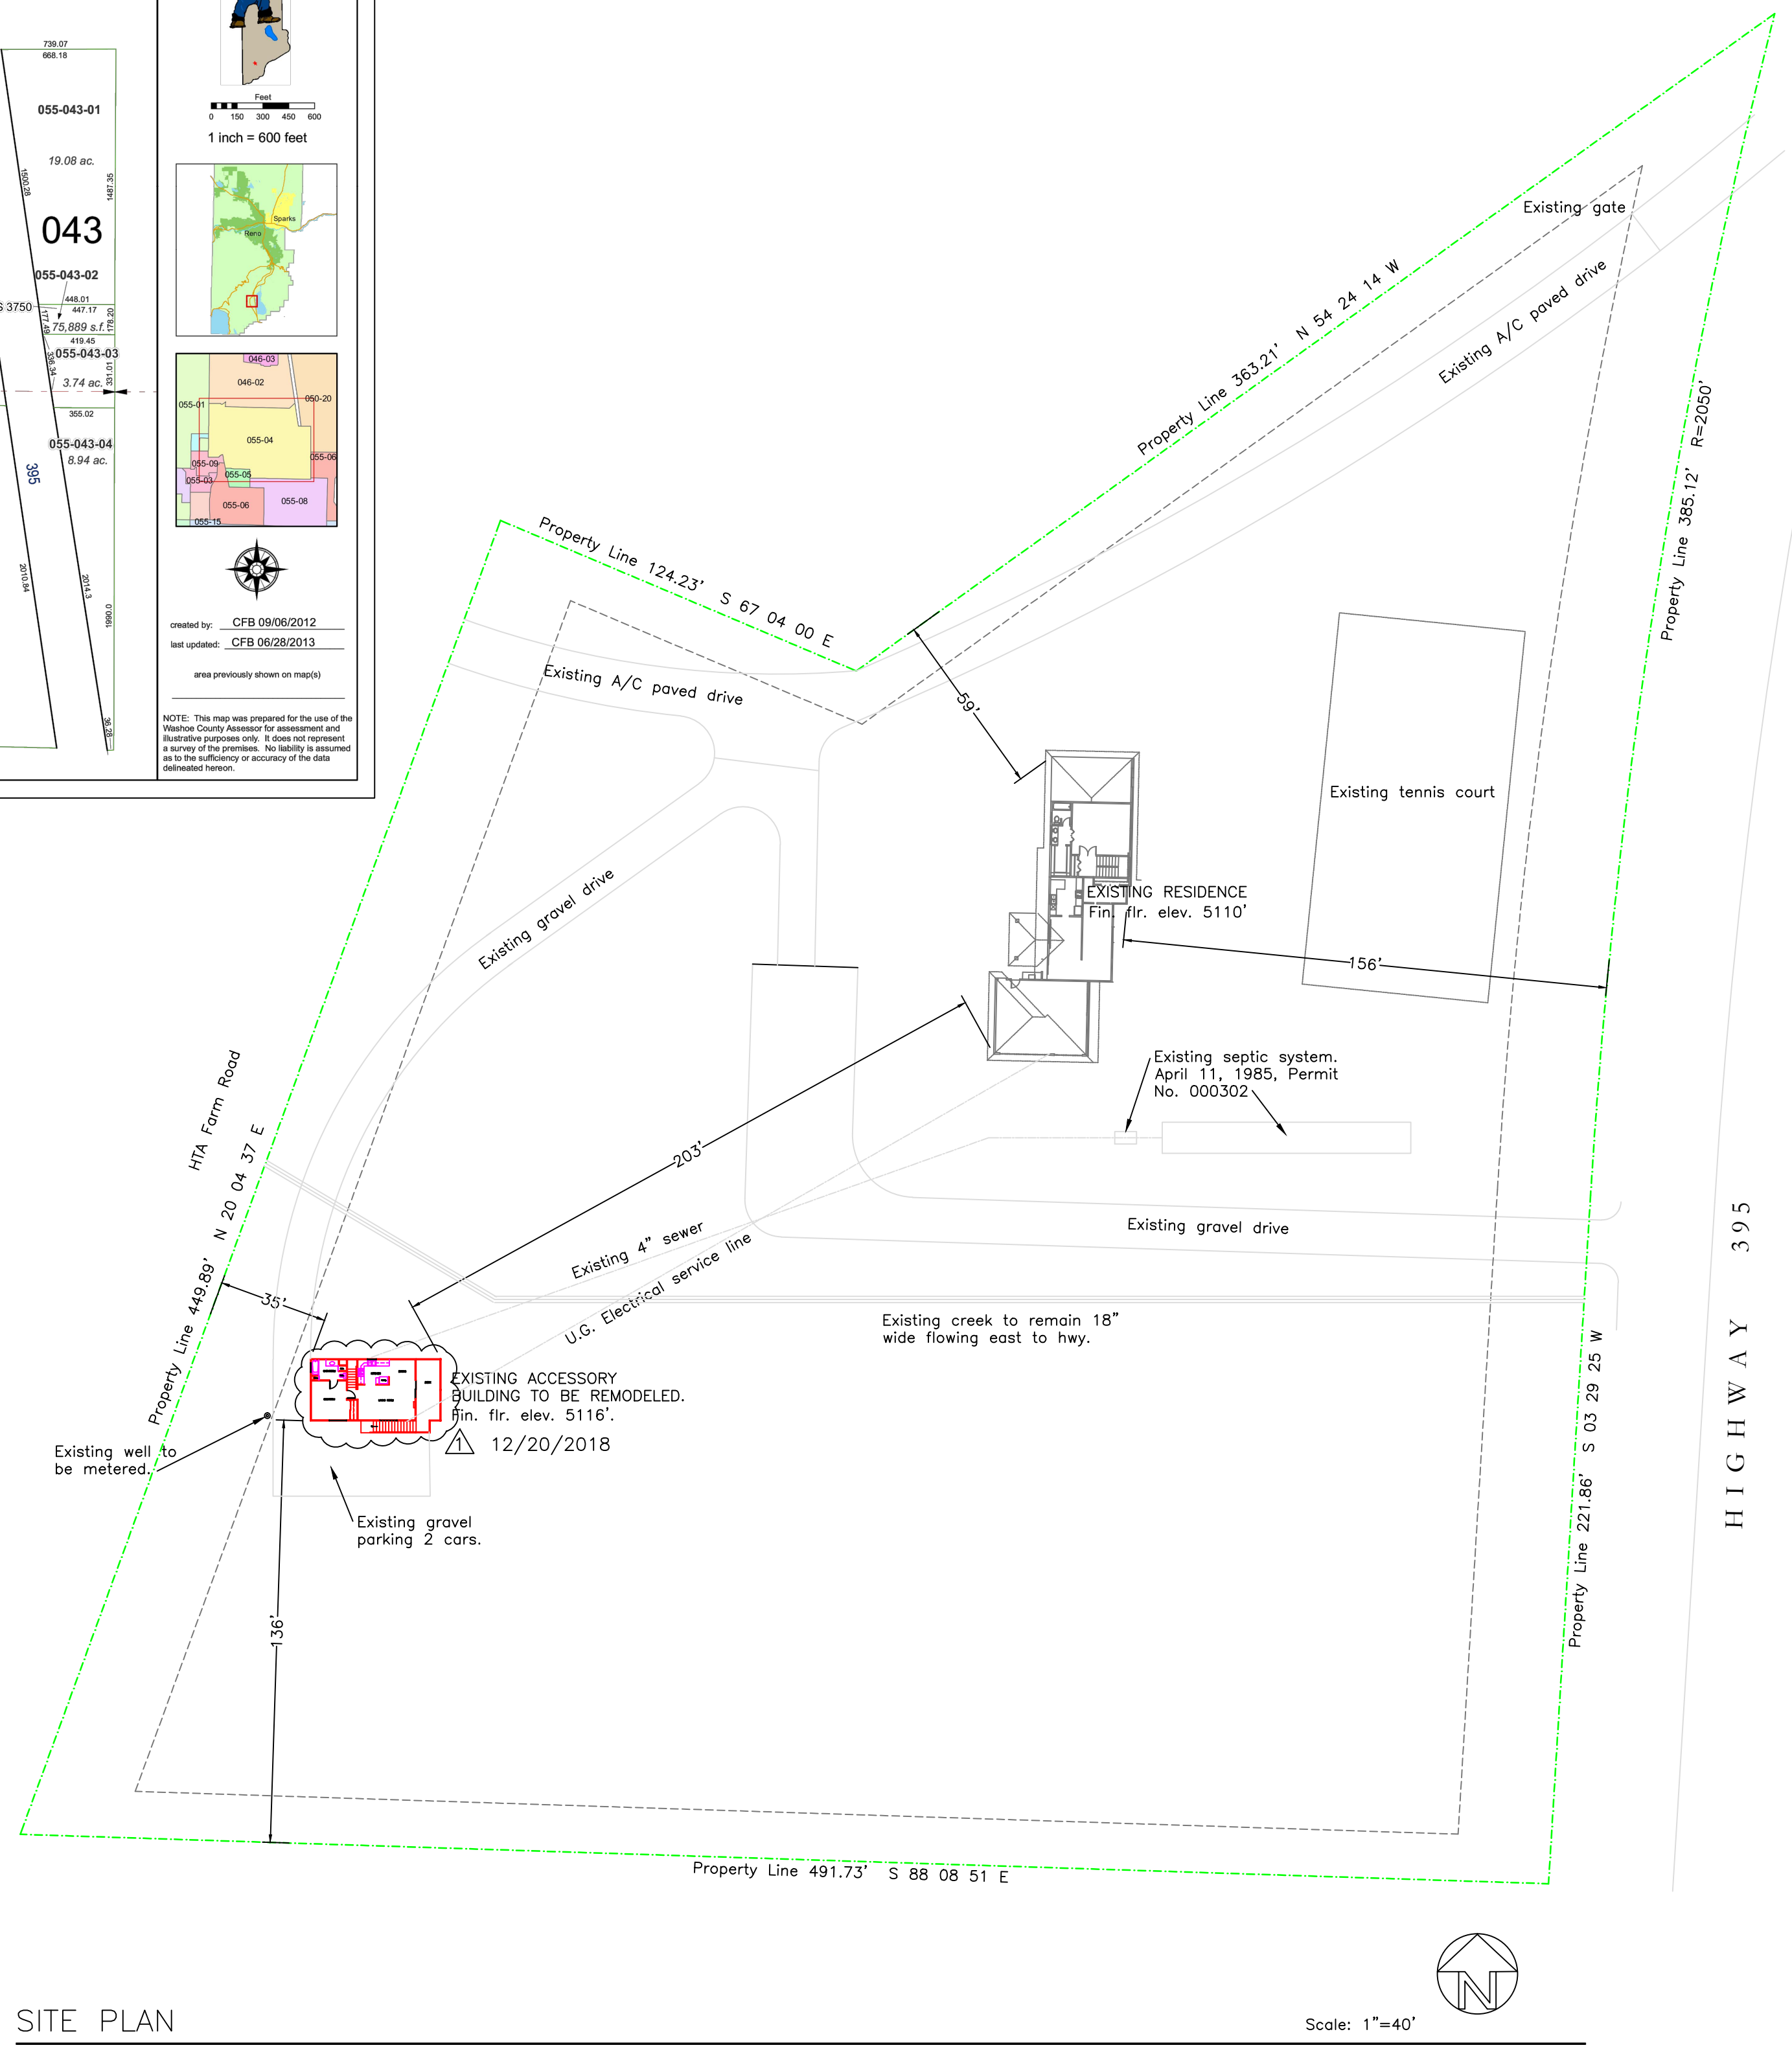 739.07
668.18
055-043-01
19.08 ac.
1500.28
1487.35
043
055-043-02
S 3750
448.01
447.17
177.49
75,889 s.f.
178.20
419.45
055-043-03
336.34
3.74 ac.
331.01
355.02
055-043-04
8.94 ac.
395
2010.84
2014.3
1990.0
36.28
Feet
0 150 300 450 600
1 inch = 600 feet
Sparks
Reno
046-03
046-02
050-20
055-01
055-04
055-09
055-06
055-03
055-05
055-06
055-08
055-15
created by: CFB 09/06/2012
last updated: CFB 06/28/2013
area previously shown on map(s)
NOTE: This map was prepared for the use of the
Washoe County Assessor for assessment and
illustrative purposes only. It does not represent
a survey of the premises. No liability is assumed
as to the sufficiency or accuracy of the data
delineated hereon.
Existing gate
Property Line 363.21' N 54 24 14 W
Existing A/C paved drive
Property Line 385.12' R=2050'
Property Line 124.23' S 67 04 00 E
Existing A/C paved drive
59'
Existing tennis court
EXISTING RESIDENCE
Fin. flr. elev. 5110'
156'
Existing gravel drive
Existing septic system.
April 11, 1985, Permit
No. 000302
HTA Farm Road
203'
Property Line 449.89' N 20 04 37 E
Existing 4" sewer
U.G. Electrical service line
Existing gravel drive
35'
Existing creek to remain 18"
wide flowing east to hwy.
HIGHWAY 395
EXISTING ACCESSORY
BUILDING TO BE REMODELED.
Fin. flr. elev. 5116'.
1 12/20/2018
Existing well to
be metered.
Existing gravel
parking 2 cars.
136'
Property Line 221.86' S 03 29 25 W
Property Line 491.73' S 88 08 51 E
N
SITE PLAN
Scale: 1"=40'